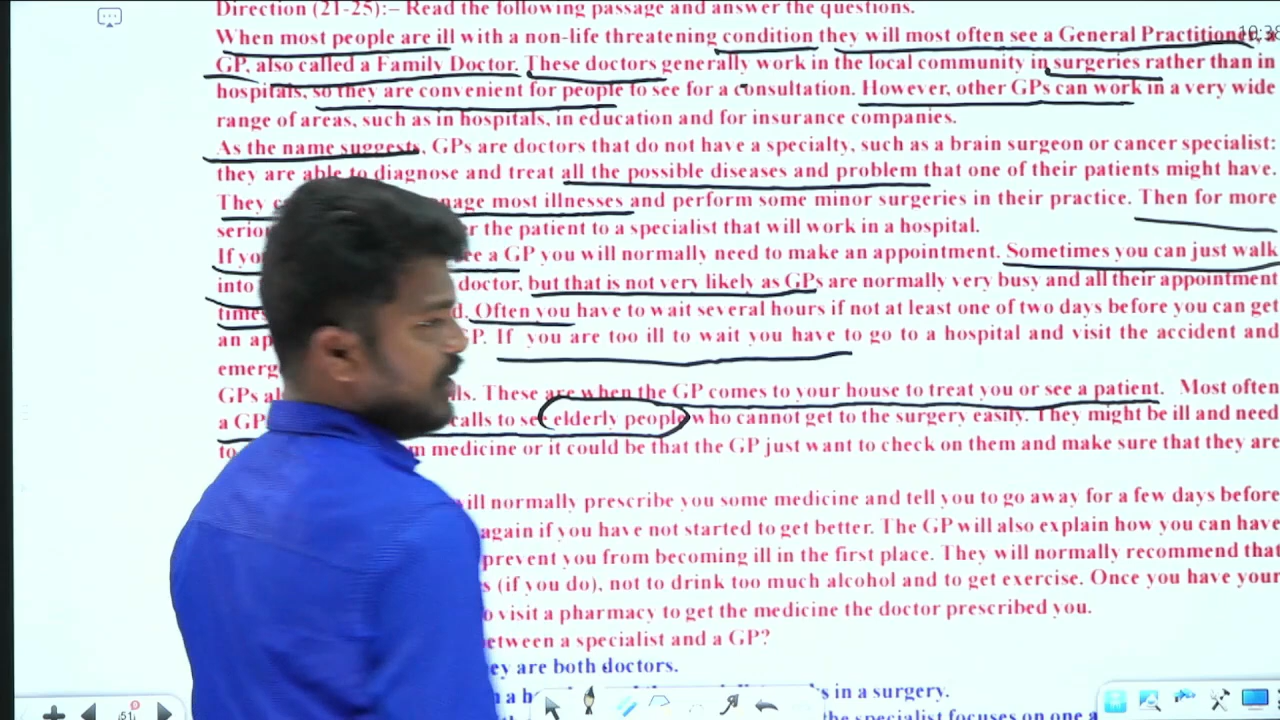 Direction (21-25):– Read the following passage and answer the questions.
When most people are ill with a non-life threatening condition they will most often see a General Practitioner, a
GP, also called a Family Doctor. These doctors generally work in the local community in surgeries rather than in
hospitals, so they are convenient for people to see for a consultation. However, other GPs can work in a very wide
range of areas, such as in hospitals, in education and for insurance companies.
As the name suggests, GPs are doctors that do not have a specialty, such as a brain surgeon or cancer specialist:
they are able to diagnose and treat all the possible diseases and problem that one of their patients might have.
They most illnesses and perform some minor surgeries in their practice. Then for more
the patient to a specialist that will work in a hospital.
If a GP you will normally need to make an appointment. Sometimes you can just walk
into doctor, but that is not very likely as GPs are normally very busy and all their appointment
Often you have to wait several hours if not at least one of two days before you can get
an If you are too ill to wait you have to go to a hospital and visit the accident and
GPs These are when the GP comes to your house to treat you or see a patient. Most often
a GP calls to see elderly people who cannot get to the surgery easily. They might be ill and need
to medicine or it could be that the GP just want to check on them and make sure that they are
will normally prescribe you some medicine and tell you to go away for a few days before
again if you have not started to get better. The GP will also explain how you can have
prevent you from becoming ill in the first place. They will normally recommend that
(if you do), not to drink too much alcohol and to get exercise. Once you have your
visit a pharmacy to get the medicine the doctor prescribed you.
between a specialist and a GP?
they are both doctors.
in a surgery.
the specialist focuses on one a
51